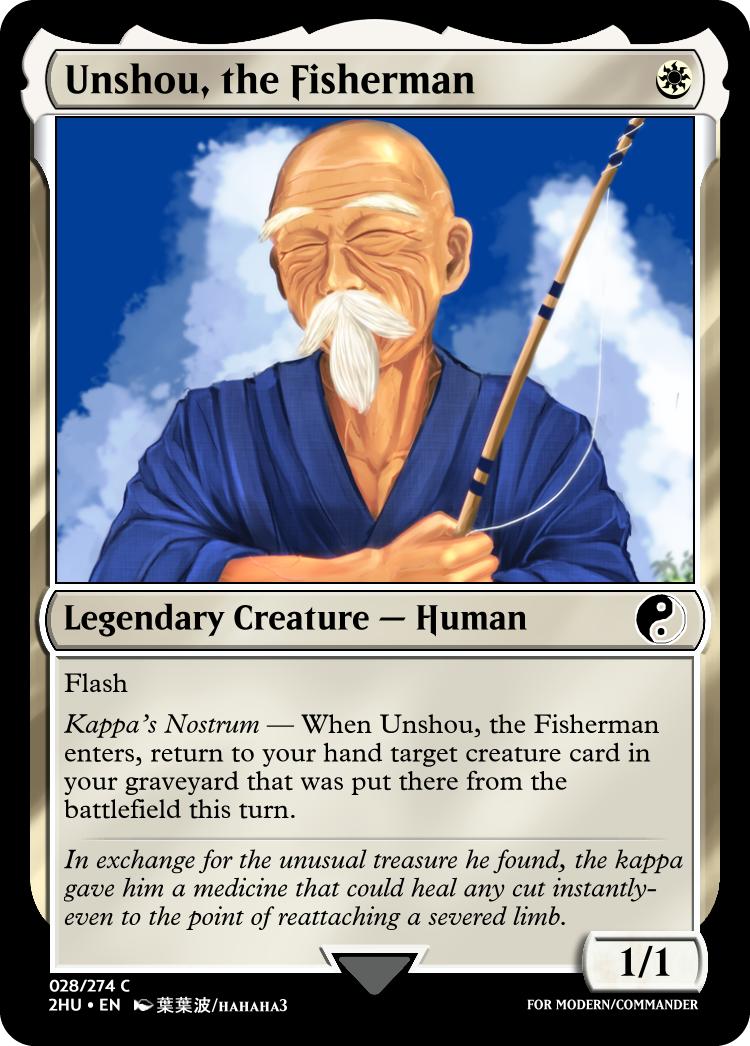 Unshou, the Fisherman
Legendary Creature — Human
Flash
Kappa's Nostrum — When Unshou, the Fisherman
enters, return to your hand target creature card in
your graveyard that was put there from the
battlefield this turn.
In exchange for the unusual treasure he found, the kappa
gave him a medicine that could heal any cut instantly-
even to the point of reattaching a severed limb.
1/1
028/274 C
2HU • EN 葉葉波/HAHAHA3
FOR MODERN/COMMANDER